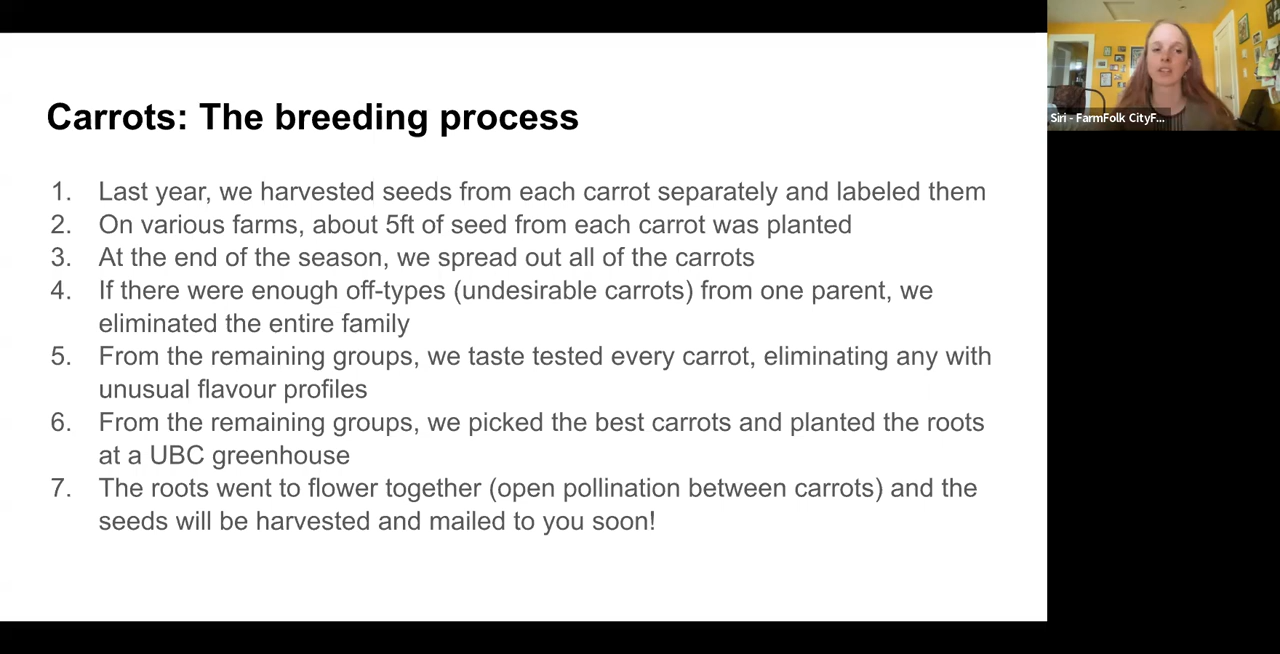 Carrots: The breeding process
1. Last year, we harvested seeds from each carrot separately and labeled them
2. On various farms, about 5ft of seed from each carrot was planted
3. At the end of the season, we spread out all of the carrots
4. If there were enough off-types (undesirable carrots) from one parent, we
eliminated the entire family
5. From the remaining groups, we taste tested every carrot, eliminating any with
unusual flavour profiles
6. From the remaining groups, we picked the best carrots and planted the roots
at a UBC greenhouse
7. The roots went to flower together (open pollination between carrots) and the
seeds will be harvested and mailed to you soon!
Siri - FarmFolk CityF...